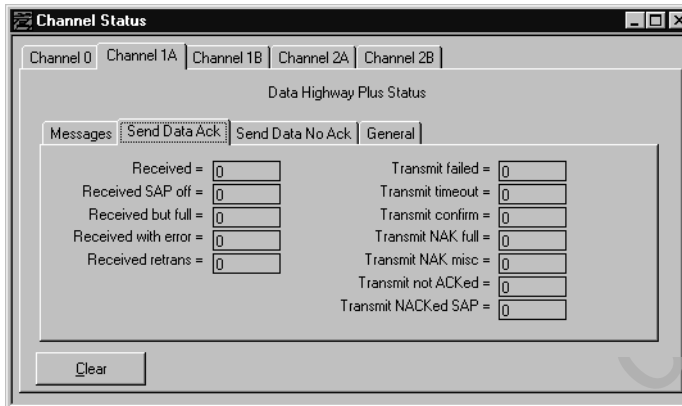 Channel Status
Channel 0 Channel 1A Channel 1B Channel 2A Channel 2B
Data Highway Plus Status
Messages Send Data Ack Send Data No Ack General
Received = 0
Received SAP off = 0
Received but full = 0
Received with error = 0
Received retrans = 0
Transmit failed = 0
Transmit timeout = 0
Transmit confirm = 0
Transmit NAK full = 0
Transmit NAK misc = 0
Transmit not ACKed = 0
Transmit NACKed SAP = 0
Clear